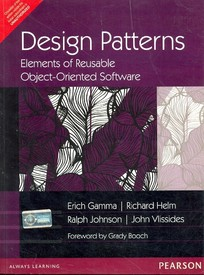 Design Patterns
Elements of Reusable
Object-Oriented Software
Erich Gamma | Richard Helm
Ralph Johnson | John Vlissides
Foreword by Grady Booch
ALWAYS LEARNING
PEARSON